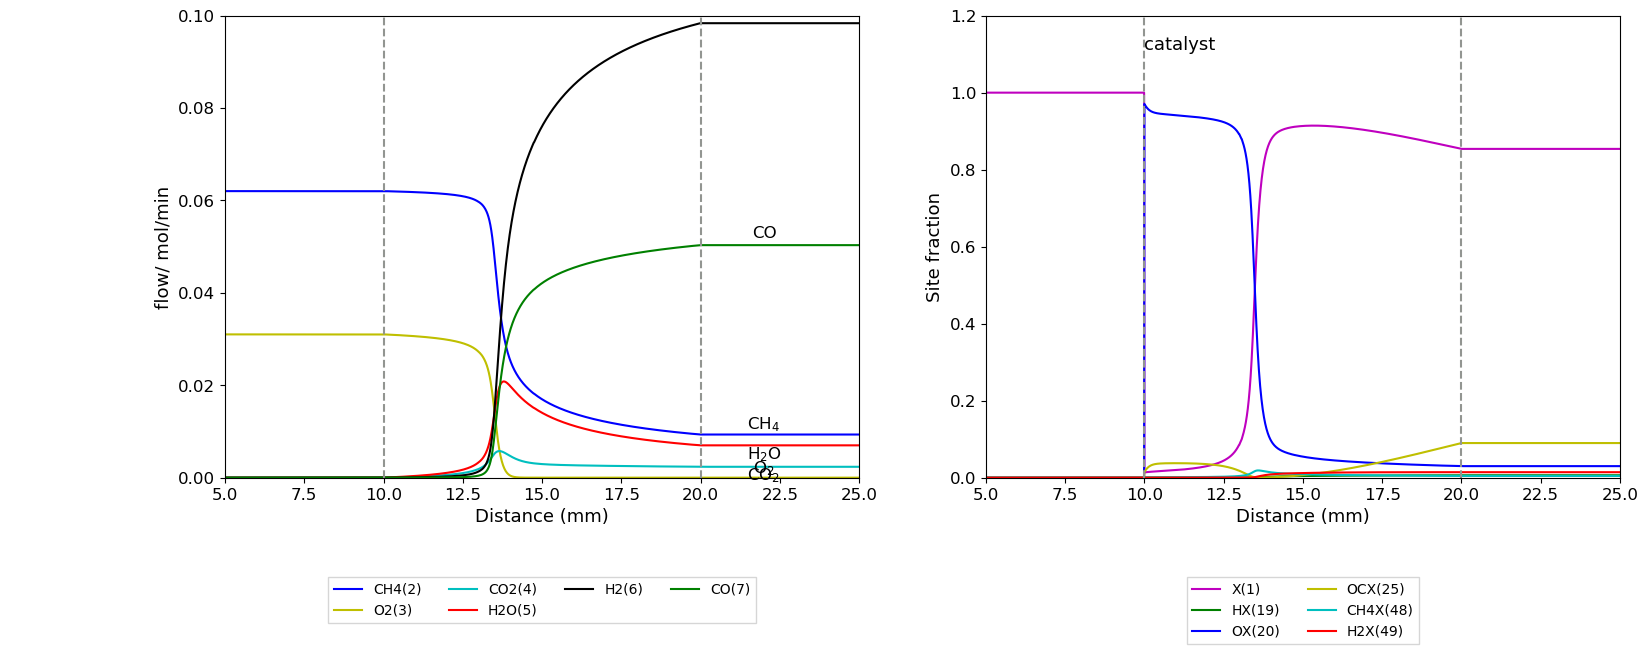 0.10
0.08
0.06
0.04
0.02
0.00
flow/ mol/min
CO
CH4
H2O
O2
CO2
5.0 7.5 10.0 12.5 15.0 17.5 20.0 22.5 25.0
Distance (mm)
CH4(2) CO2(4) H2(6) CO(7)
O2(3) H2O(5)
1.2
1.0
0.8
0.6
0.4
0.2
0.0
Site fraction
catalyst
5.0 7.5 10.0 12.5 15.0 17.5 20.0 22.5 25.0
Distance (mm)
X(1) OCX(25)
HX(19) CH4X(48)
OX(20) H2X(49)